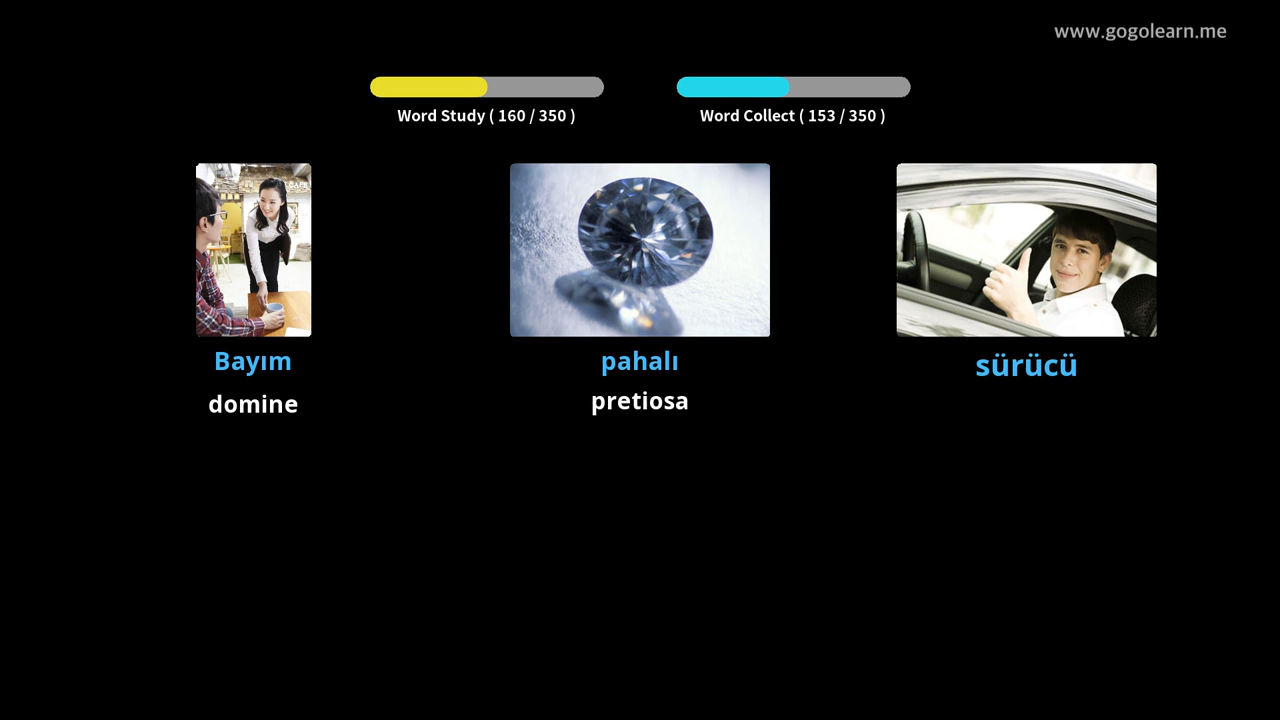 www.gogolearn.me
Word Study ( 160 / 350 )
Word Collect ( 153 / 350 )
Bayım
domine
pahalı
pretiosa
sürücü